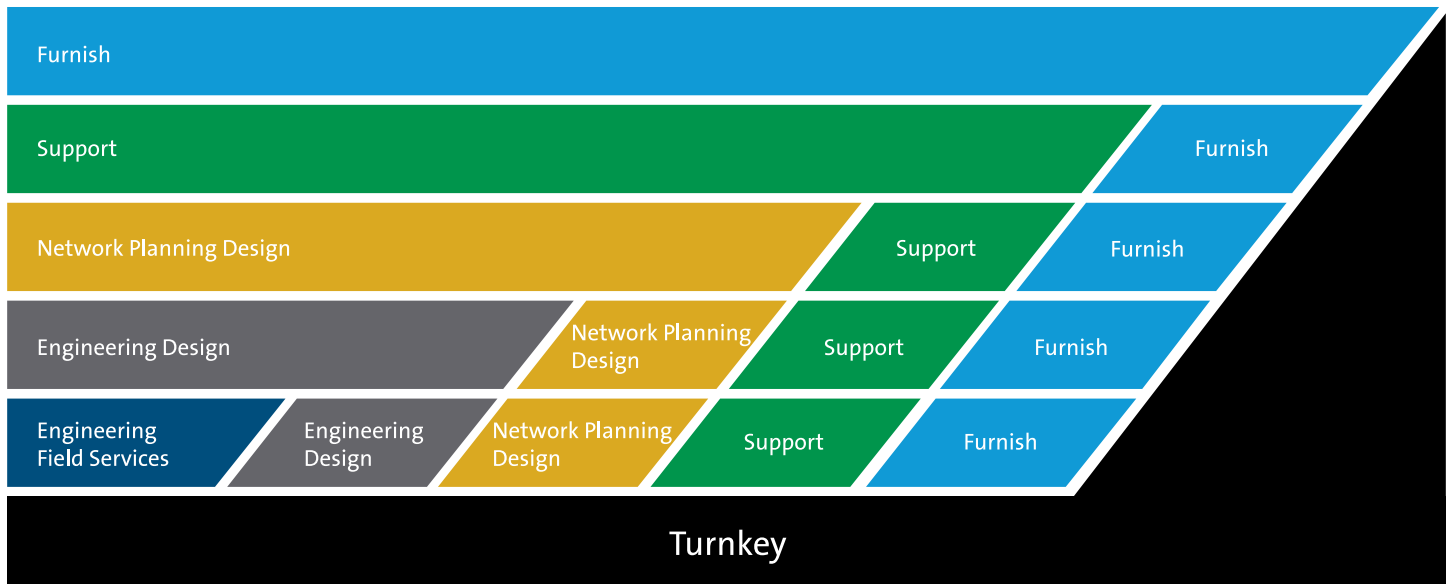 Furnish
Support
Furnish
Network Planning Design
Support
Furnish
Engineering Design
Network Planning
Design
Support
Furnish
Engineering
Field Services
Engineering
Design
Network Planning
Design
Support
Furnish
Turnkey